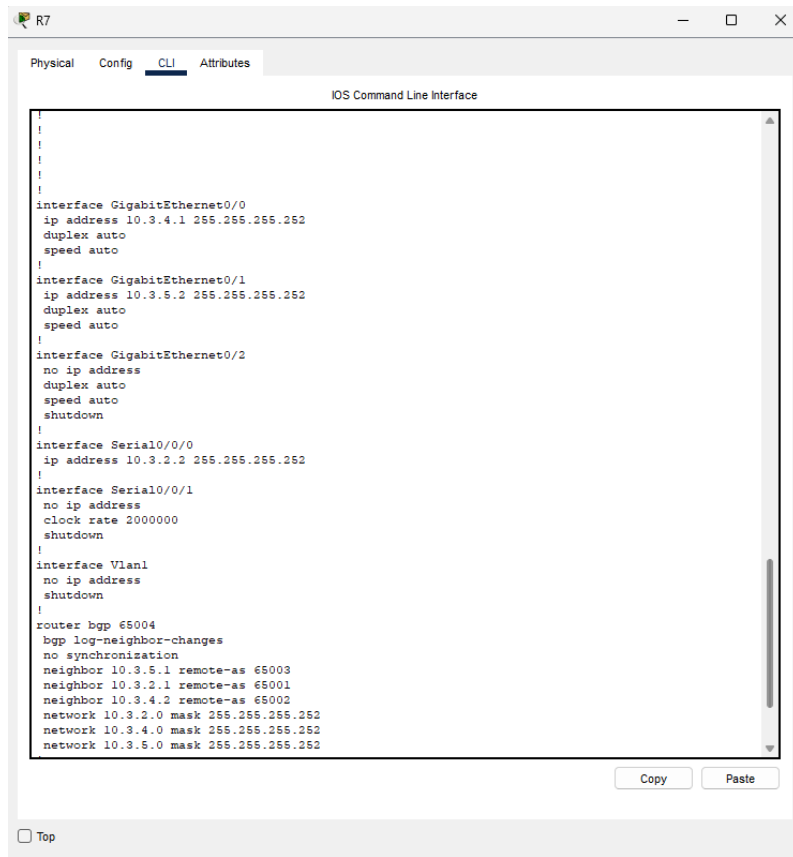 R7
Physical Config CLI Attributes
IOS Command Line Interface
!
!
!
!
!
!
interface GigabitEthernet0/0
ip address 10.3.4.1 255.255.255.252
duplex auto
speed auto
!
interface GigabitEthernet0/1
ip address 10.3.5.2 255.255.255.252
duplex auto
speed auto
!
interface GigabitEthernet0/2
no ip address
duplex auto
speed auto
shutdown
!
interface Serial0/0/0
ip address 10.3.2.2 255.255.255.252
!
interface Serial0/0/1
no ip address
clock rate 2000000
shutdown
!
interface Vlan1
no ip address
shutdown
!
router bgp 65004
bgp log-neighbor-changes
no synchronization
neighbor 10.3.5.1 remote-as 65003
neighbor 10.3.2.1 remote-as 65001
neighbor 10.3.4.2 remote-as 65002
network 10.3.2.0 mask 255.255.255.252
network 10.3.4.0 mask 255.255.255.252
network 10.3.5.0 mask 255.255.255.252
Copy Paste
Top